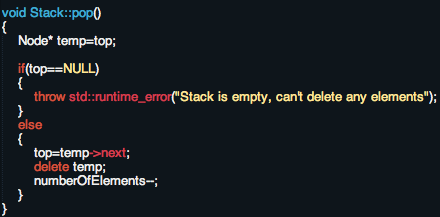 void Stack::pop()
{
Node* temp=top;
if(top==NULL)
{
throw std::runtime_error("Stack is empty, can't delete any elements");
}
else
{
top=temp->next;
delete temp;
numberOfElements--;
}
}